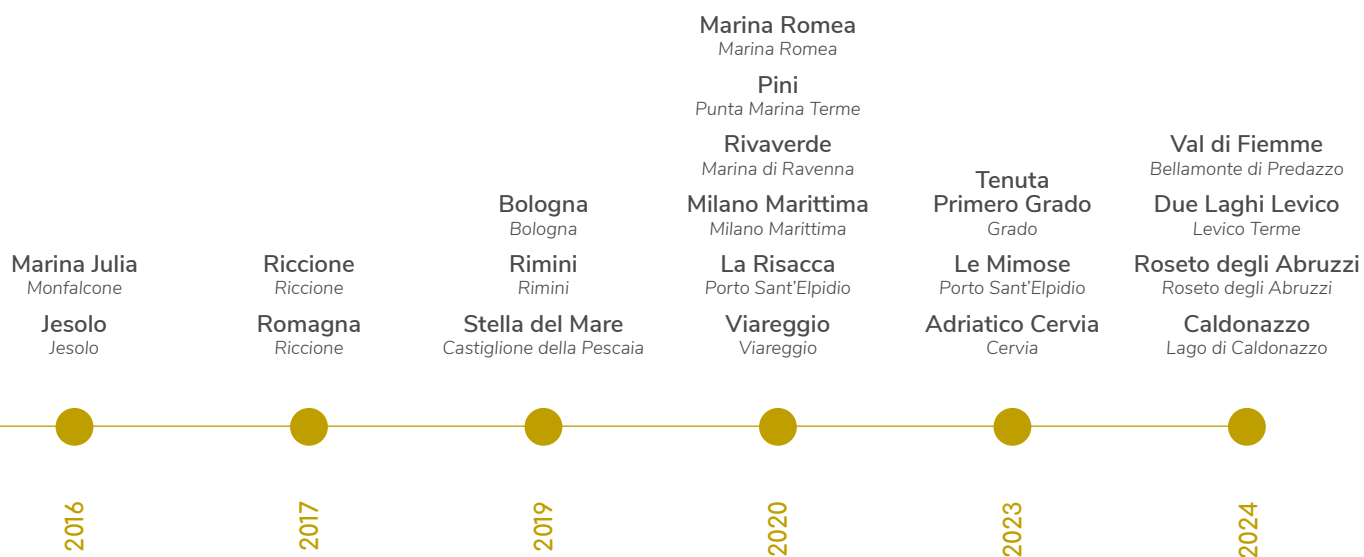 Marina Julia
Monfalcone
Jesolo
Jesolo
2016
Riccione
Riccione
Romagna
Riccione
2017
Bologna
Bologna
Rimini
Rimini
Stella del Mare
Castiglione della Pescaia
2019
Marina Romea
Marina Romea
Pini
Punta Marina Terme
Rivaverde
Marina di Ravenna
Milano Marittima
Milano Marittima
La Risacca
Porto Sant'Elpidio
Viareggio
Viareggio
2020
Tenuta
Primero Grado
Grado
Le Mimose
Porto Sant'Elpidio
Adriatico Cervia
Cervia
2023
Val di Fiemme
Bellamonte di Predazzo
Due Laghi Levico
Levico Terme
Roseto degli Abruzzi
Roseto degli Abruzzi
Caldonazzo
Lago di Caldonazzo
2024